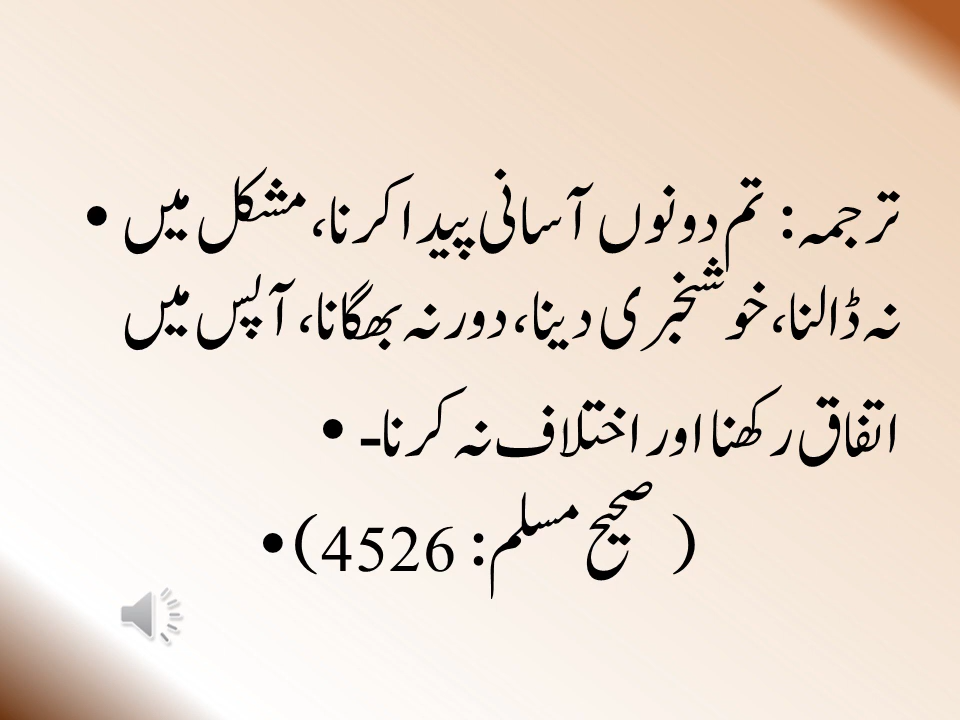 ترجمہ: تم دونوں آسانی پیدا کرنا، مشکل میں •
نہ ڈالنا، خوشخبری دینا، دور نہ بھگانا، آپس میں
اتفاق رکھنا اور اختلاف نہ کرنا- •
(صحیح مسلم: 4526) •